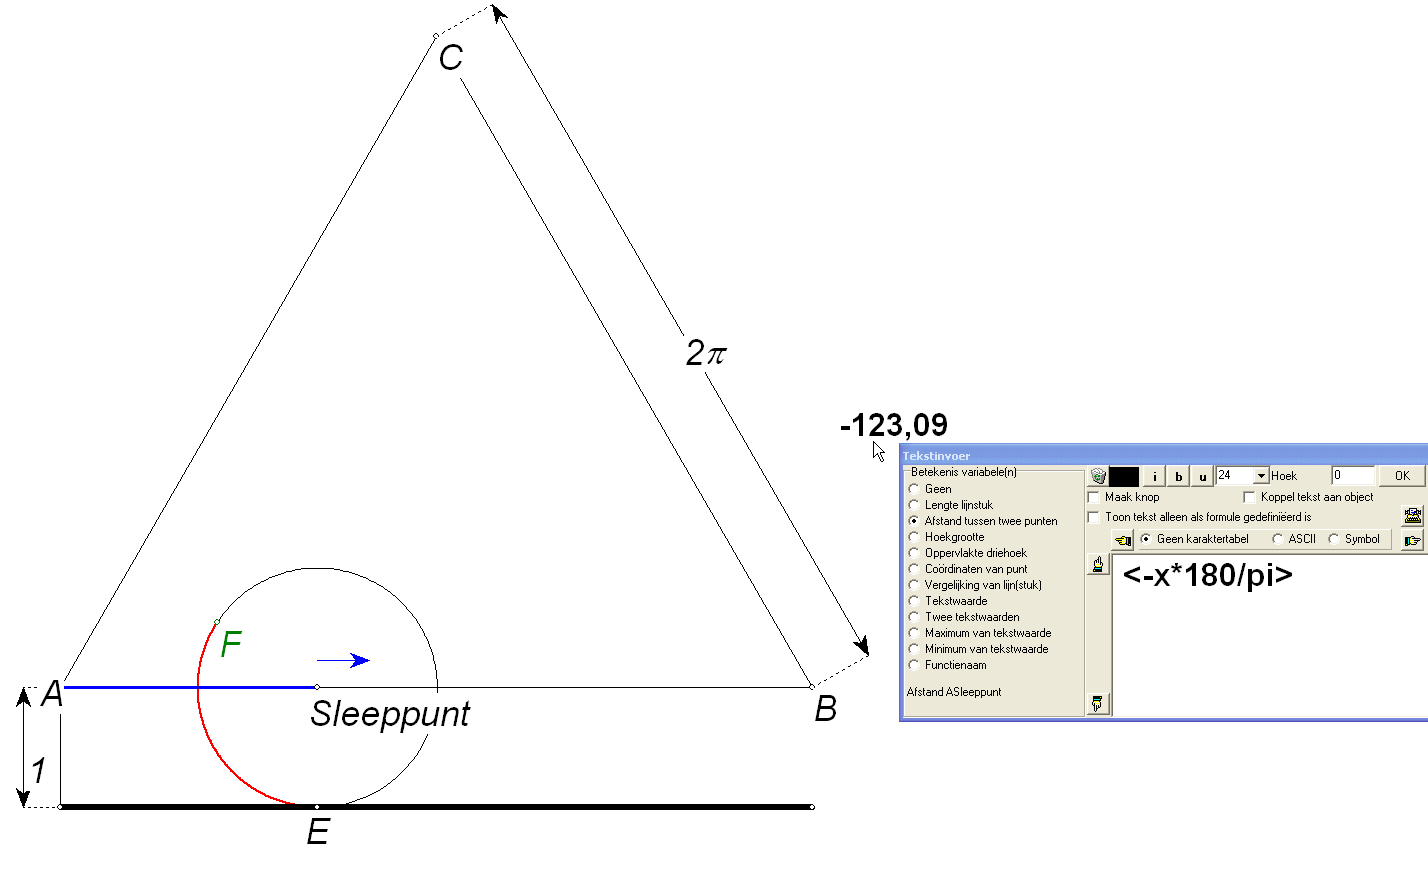 C
2π
-123,09
F
A
Sleeppunt
B
1
E
Tekstinvoer
Betekenis variabele(n)
Geen
Lengte lijnstuk
Afstand tussen twee punten
Hoekgrootte
Oppervlakte driehoek
Coördinaten van punt
Vergelijking van lijn(stuk)
Tekstwaarde
Twee tekstwaarden
Maximum van tekstwaarde
Minimum van tekstwaarde
Functienaam
Afstand ASleeppunt
i b u 24 Hoek 0 OK
Maak knop Koppel tekst aan object
Toon tekst alleen als formule gedefiniëerd is
Geen karaktertabel ASCII Symbol
<-x*180/pi>